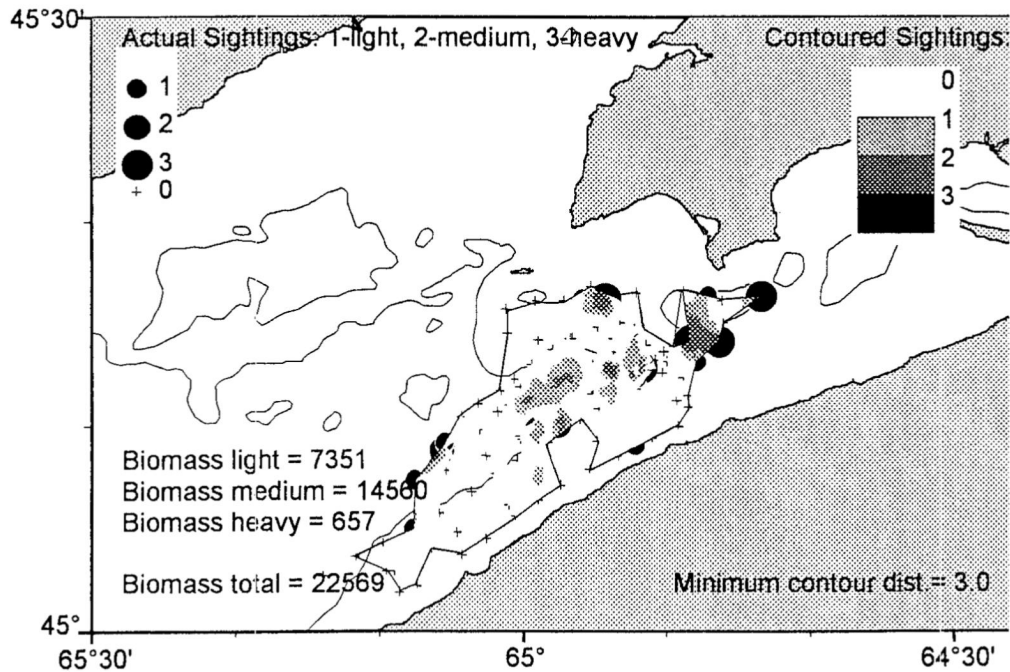 45°30'
Actual Sightings: 1-light, 2-medium, 3-heavy
Contoured Sightings:
1
2
3
0
0
1
2
3
Biomass light = 7351
Biomass medium = 14560
Biomass heavy = 657
Biomass total = 22569
Minimum contour dist.= 3.0
45°
65°30'
65°
64°30'